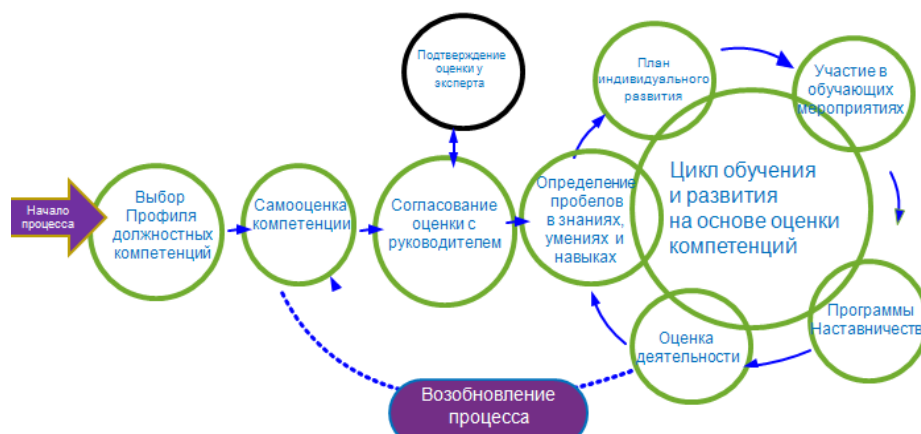 Начало
процесса
Выбор
Профиля
должностных
компетенций
Самооценка
компетенции
Подтверждение
оценки у
эксперта
Согласование
оценки с
руководителем
Определение
пробелов
в знаниях,
умениях и
навыках
План
индивидуального
развития
Участие в
обучающих
мероприятиях
Цикл обучения
и развития
на основе оценки
компетенций
Программы
Наставничеств
Оценка
деятельности
Возобновление
процесса